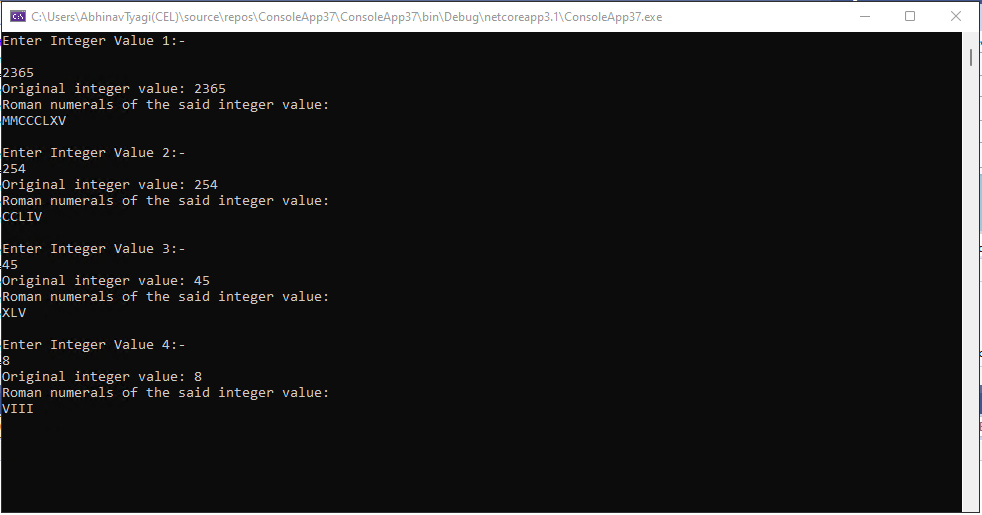 C:\Users\AbhinavTyagi(CEL)\source\repos\ConsoleApp37\ConsoleApp37\bin\Debug\netcoreapp3.1\ConsoleApp37.exe
Enter Integer Value 1:-
2365
Original integer value: 2365
Roman numerals of the said integer value:
MMCCCLXV
Enter Integer Value 2:-
254
Original integer value: 254
Roman numerals of the said integer value:
CCLIV
Enter Integer Value 3:-
45
Original integer value: 45
Roman numerals of the said integer value:
XLV
Enter Integer Value 4:-
8
Original integer value: 8
Roman numerals of the said integer value:
VIII